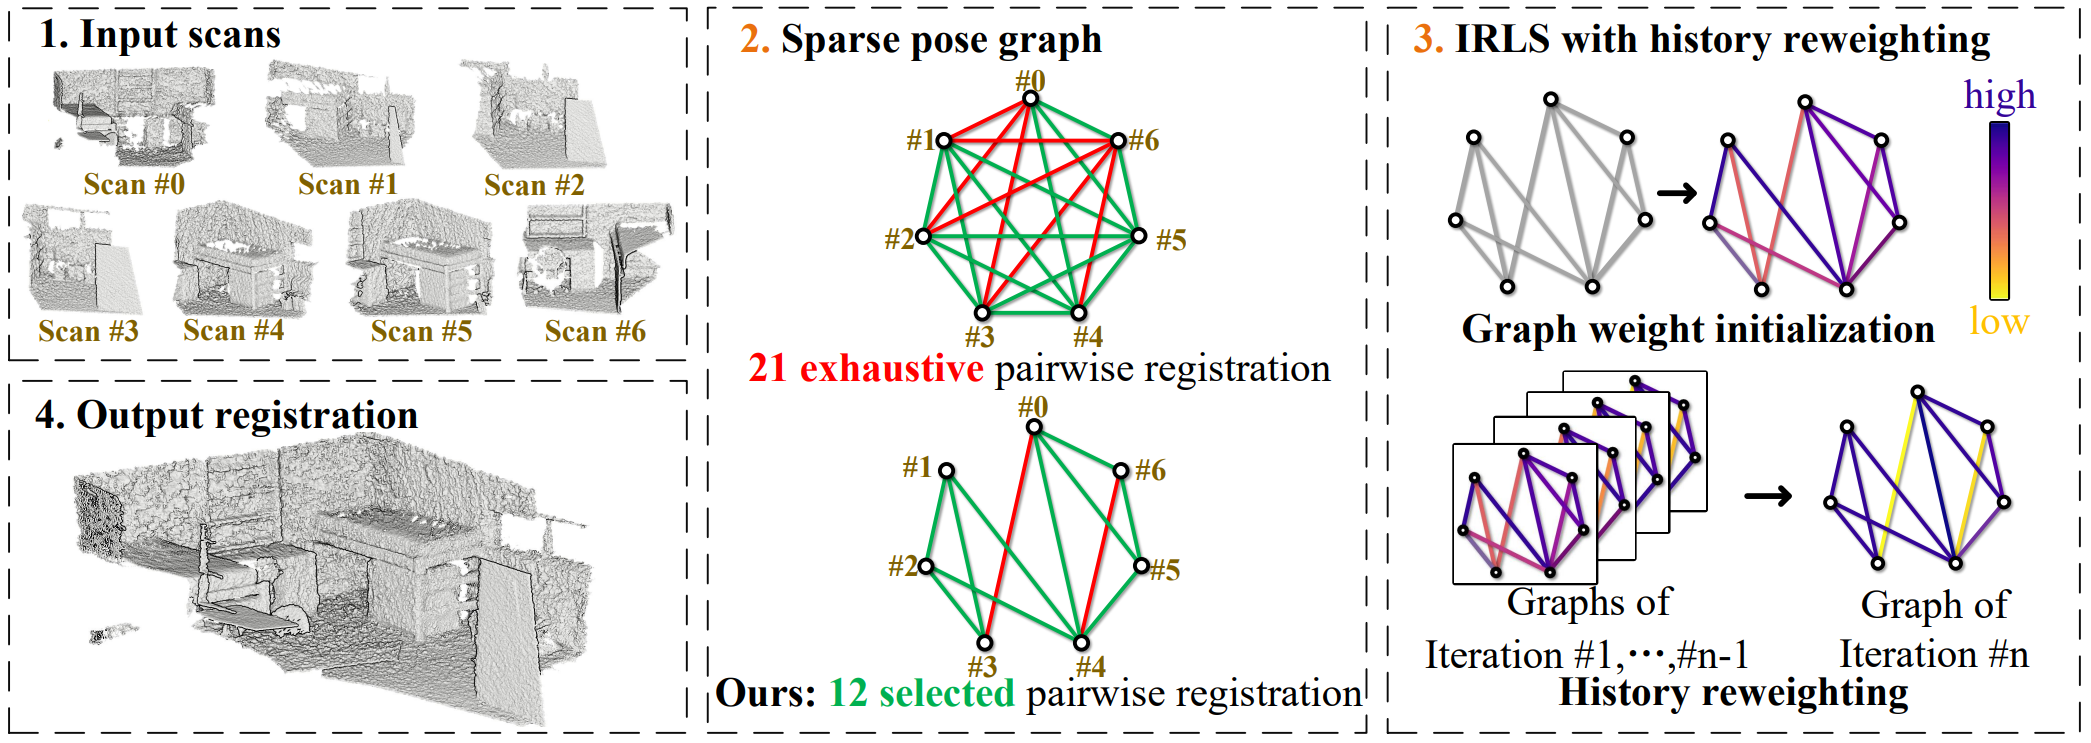 1. Input scans
Scan #0
Scan #1
Scan #2
Scan #3
Scan #4
Scan #5
Scan #6
4. Output registration
2. Sparse pose graph
#0
#1
#6
#2
#5
#3
#4
21 exhaustive pairwise registration
#0
#1
#6
#2
#5
#3
#4
Ours: 12 selected pairwise registration
3. IRLS with history reweighting
high
low
Graph weight initialization
Graphs of
Iteration #1,···,#n-1
Graph of
Iteration #n
History reweighting